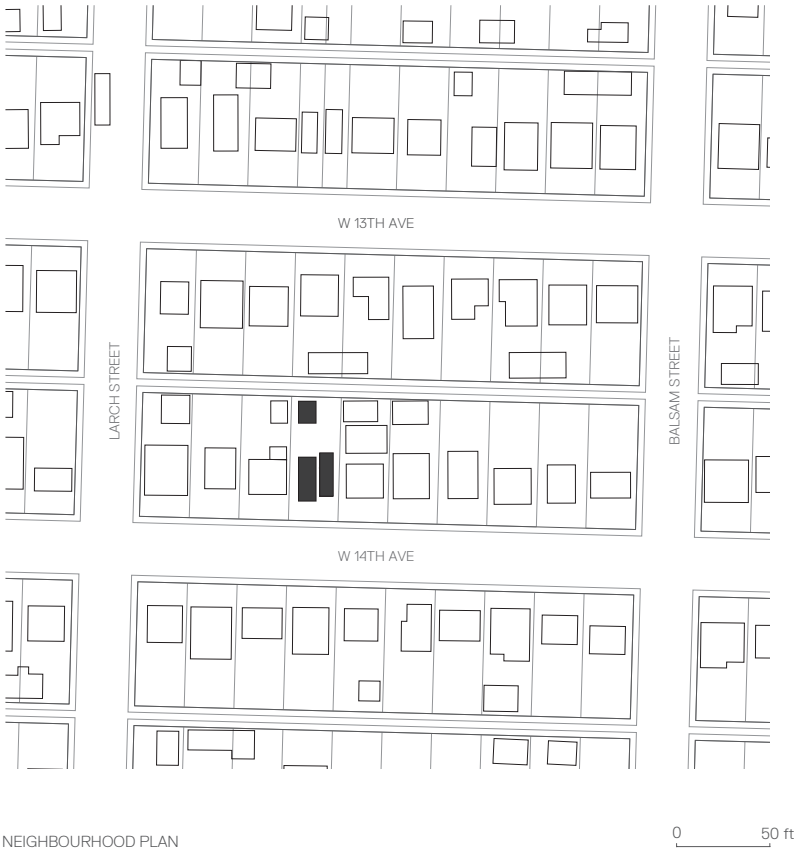 W 13TH AVE
LARCH STREET
BALSAM STREET
W 14TH AVE
NEIGHBOURHOOD PLAN
0 50 ft